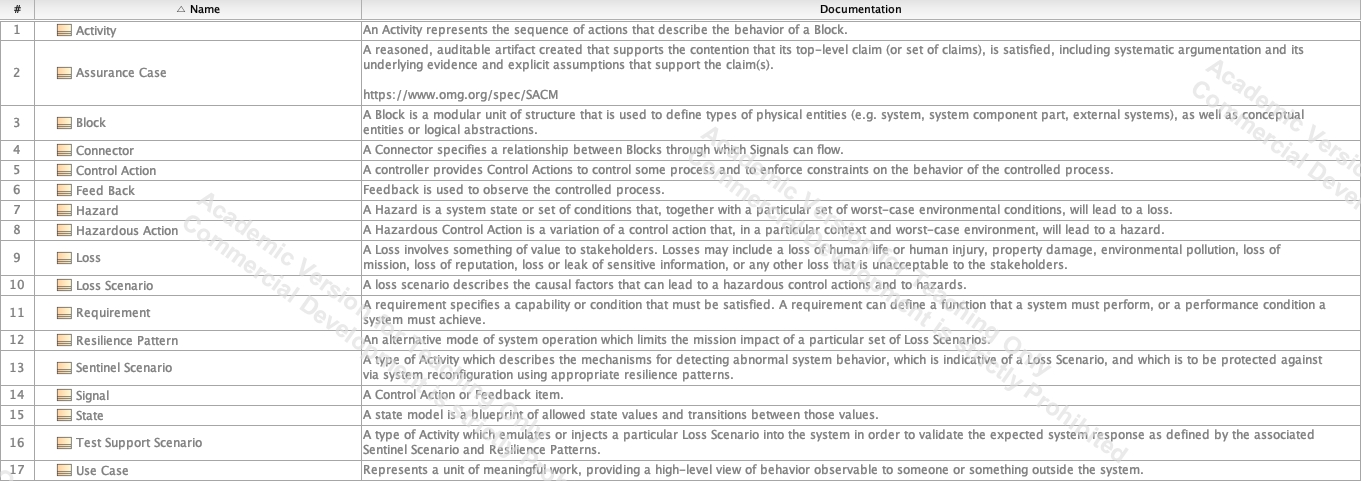 # Name Documentation
1 Activity An Activity represents the sequence of actions that describe the behavior of a Block.
2 Assurance Case A reasoned, auditable artifact created that supports the contention that its top-level claim (or set of claims), is satisfied, including systematic argumentation and its
underlying evidence and explicit assumptions that support the claim(s).
https://www.omg.org/spec/SACM
3 Block A Block is a modular unit of structure that is used to define types of physical entities (e.g. system, system component part, external systems), as well as conceptual
entities or logical abstractions.
4 Connector A Connector specifies a relationship between Blocks through which Signals can flow.
5 Control Action A controller provides Control Actions to control some process and to enforce constraints on the behavior of the controlled process.
6 Feed Back Feedback is used to observe the controlled process.
7 Hazard A Hazard is a system state or set of conditions that, together with a particular set of worst-case environmental conditions, will lead to a loss.
8 Hazardous Action A Hazardous Control Action is a variation of a control action that, in a particular context and worst-case environment, will lead to a hazard.
9 Loss A Loss involves something of value to stakeholders. Losses may include a loss of human life or human injury, property damage, environmental pollution, loss of
mission, loss of reputation, loss or leak of sensitive information, or any other loss that is unacceptable to the stakeholders.
10 Loss Scenario A loss scenario describes the causal factors that can lead to a hazardous control actions and to hazards.
11 Requirement A requirement specifies a capability or condition that must be satisfied. A requirement can define a function that a system must perform, or a performance condition a
system must achieve.
12 Resilience Pattern An alternative mode of system operation which limits the mission impact of a particular set of Loss Scenarios.
13 Sentinel Scenario A type of Activity which describes the mechanisms for detecting abnormal system behavior, which is indicative of a Loss Scenario, and which is to be protected against
via system reconfiguration using appropriate resilience patterns.
14 Signal A Control Action or Feedback item.
15 State A state model is a blueprint of allowed state values and transitions between those values.
16 Test Support Scenario A type of Activity which emulates or injects a particular Loss Scenario into the system in order to validate the expected system response as defined by the associated
Sentinel Scenario and Resilience Patterns.
17 Use Case Represents a unit of meaningful work, providing a high-level view of behavior observable to someone or something outside the system.
Academic Version for Teaching Only
Commercial Development is strictly Prohibited